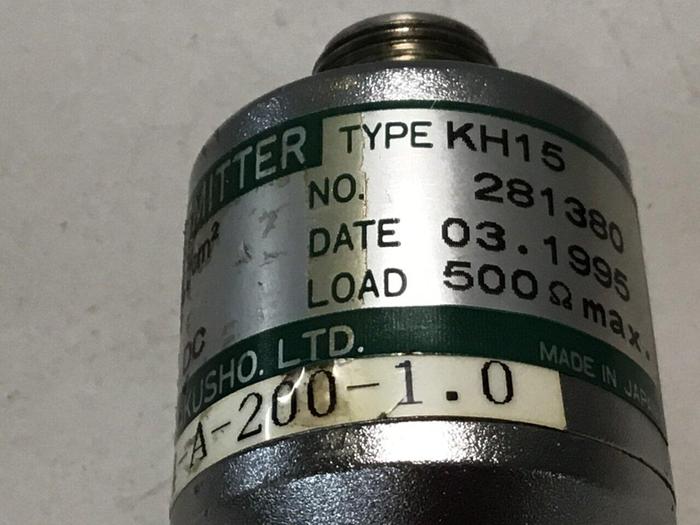 MITTER
TYPE KH15
NO. 281380
DATE 03.1995
LOAD 500Ω max.
DC
KUSHO. LTD.
MADE IN JAPA
-A-200-1.0